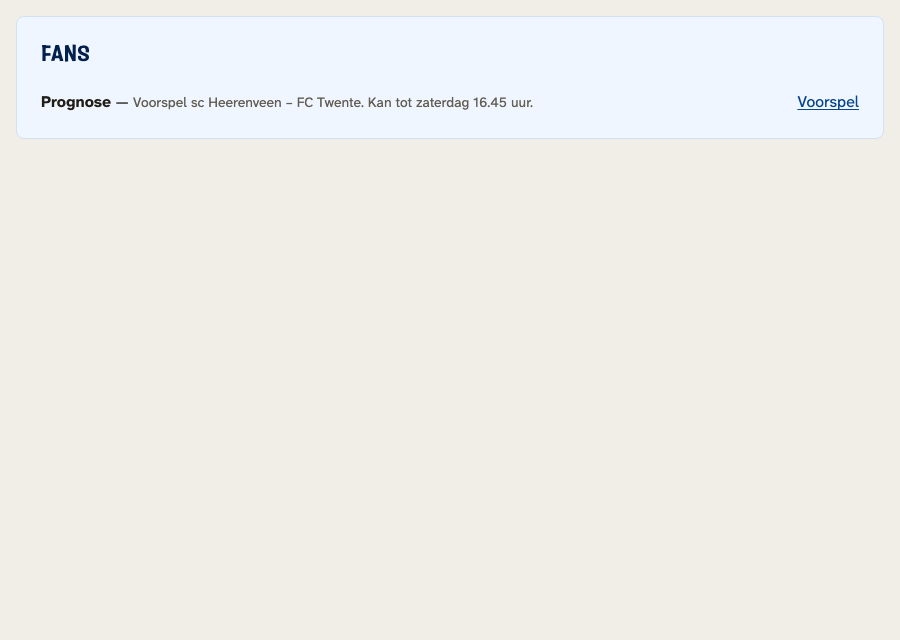 FANS
Prognose — Voorspel sc Heerenveen – FC Twente. Kan tot zaterdag 16.45 uur. Voorspel